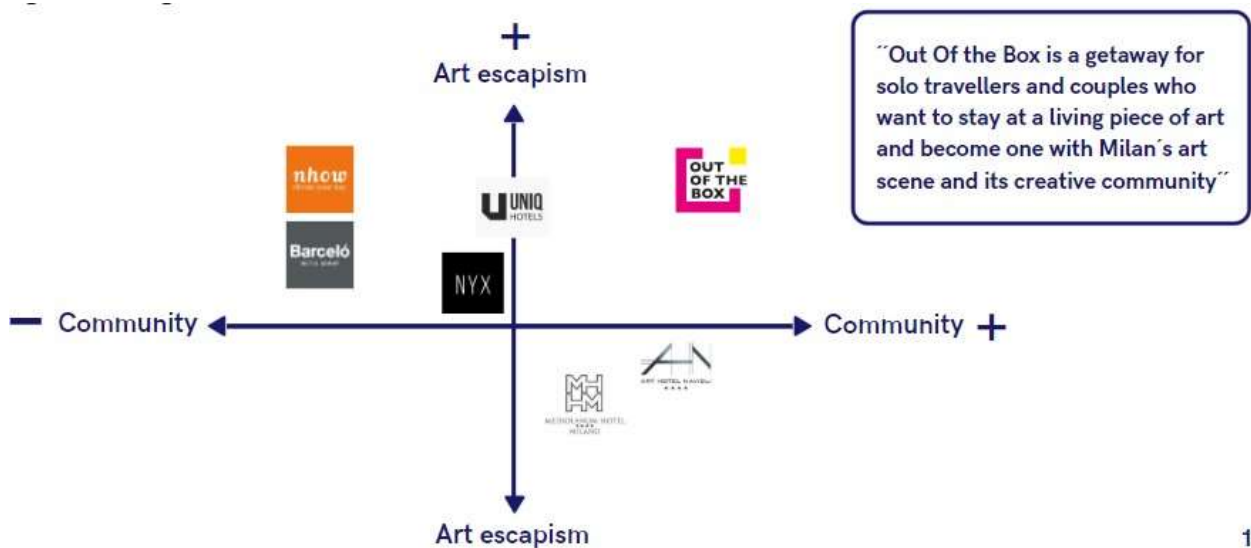 +
Art escapism
´´Out Of the Box is a getaway for
solo travellers and couples who
want to stay at a living piece of art
and become one with Milan´s art
scene and its creative community´´
nhow
OUT
OF THE
BOX
UNIQ
HOTELS
Barceló
NYX
− Community
Community +
ART HOTEL NAVIGLI
MEDIOLANUM HOTEL
MILANO
Art escapism
1